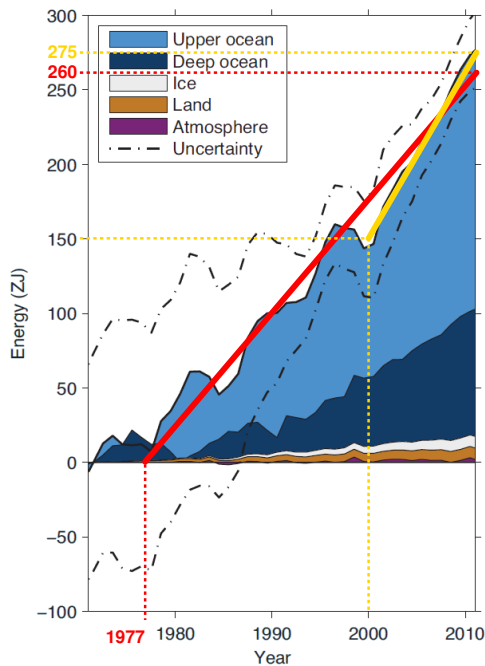 300
275
260
250
200
150
100
50
0
−50
−100
Energy (ZJ)
Upper ocean
Deep ocean
Ice
Land
Atmosphere
Uncertainty
1977
1980
1990
2000
2010
Year